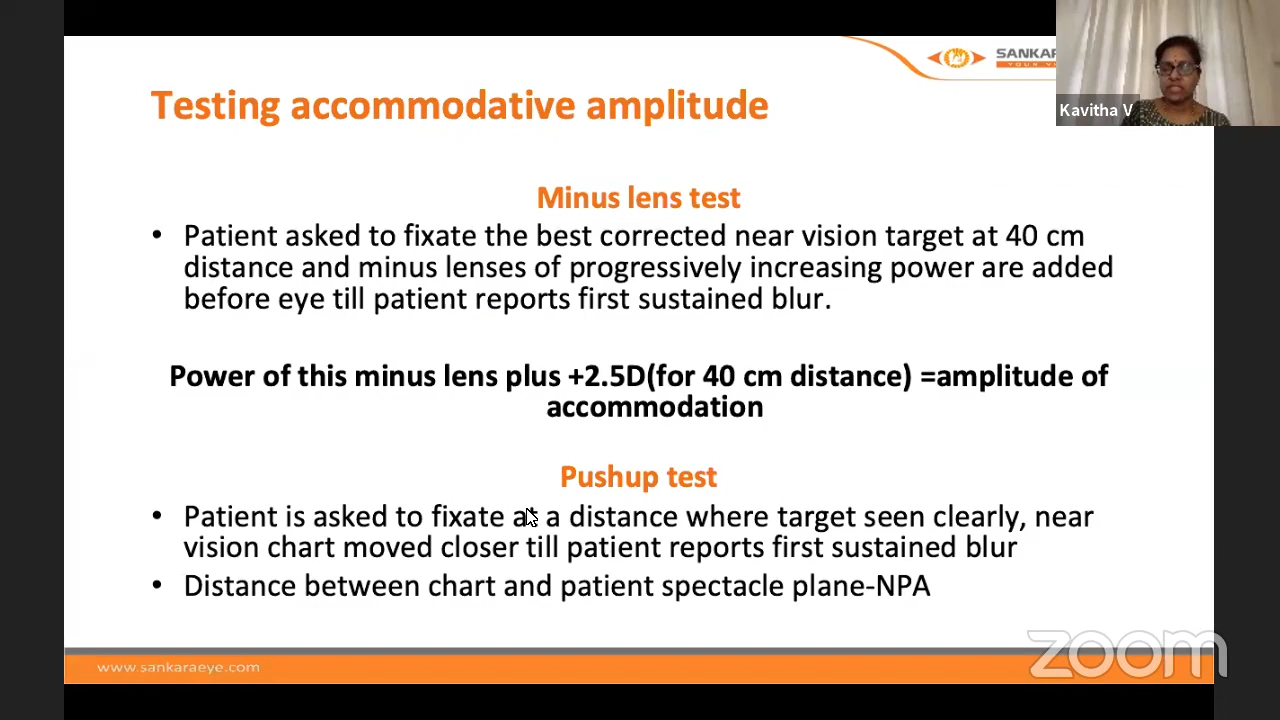 SANKARA
Kavitha V
Testing accommodative amplitude
Minus lens test
• Patient asked to fixate the best corrected near vision target at 40 cm
distance and minus lenses of progressively increasing power are added
before eye till patient reports first sustained blur.
Power of this minus lens plus +2.5D(for 40 cm distance) =amplitude of
accommodation
Pushup test
• Patient is asked to fixate at a distance where target seen clearly, near
vision chart moved closer till patient reports first sustained blur
• Distance between chart and patient spectacle plane-NPA
zoom
www.sankaraeye.com